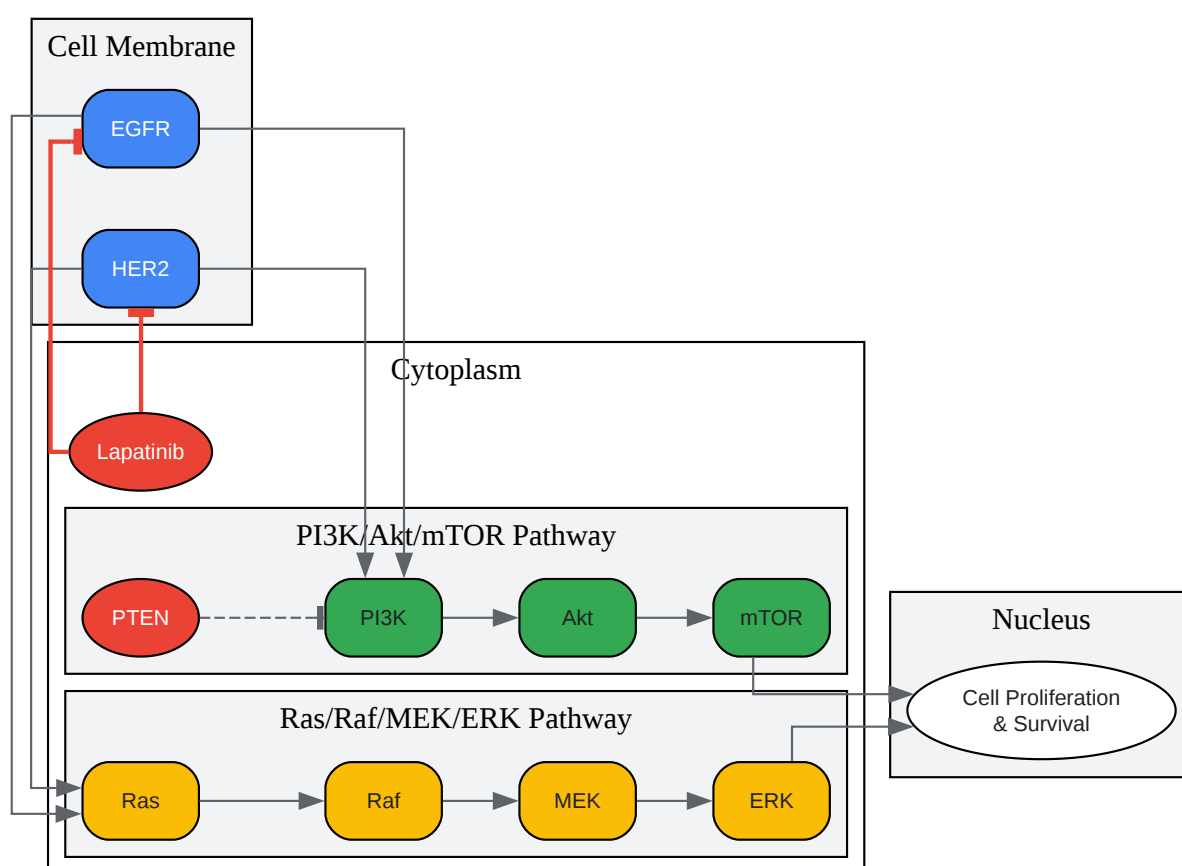 Cell Membrane
EGFR
HER2
Cytoplasm
Lapatinib
PI3K/Akt/mTOR Pathway
PTEN
PI3K
Akt
mTOR
Nucleus
Cell Proliferation
& Survival
Ras/Raf/MEK/ERK Pathway
Ras
Raf
MEK
ERK